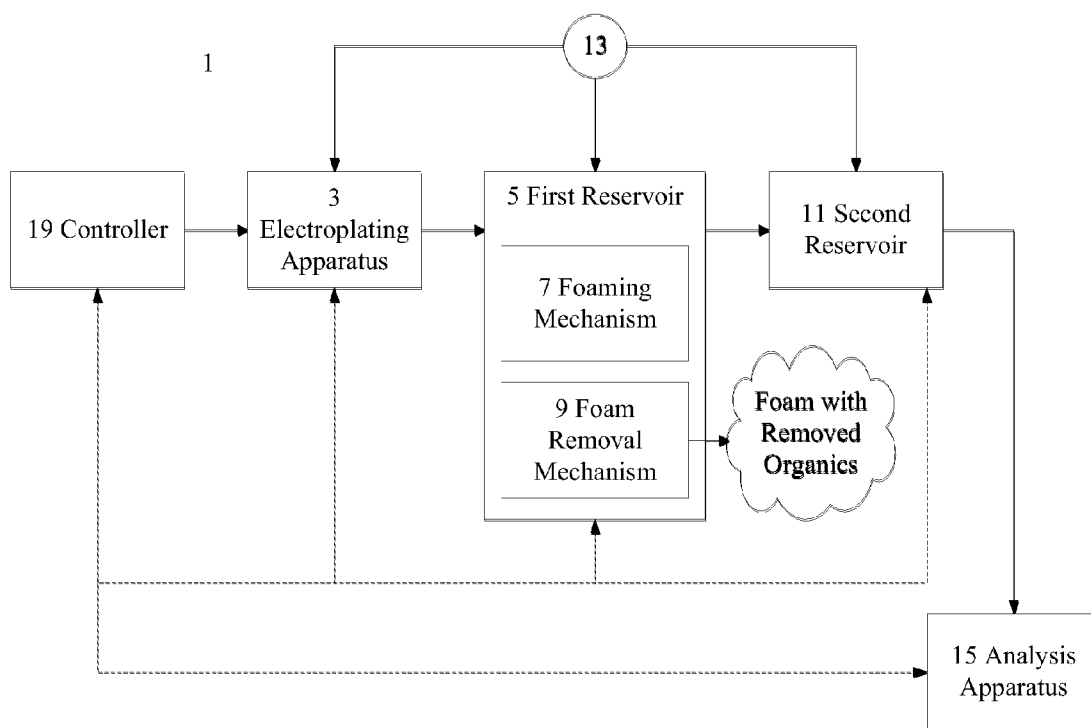 13
1
19 Controller
3
Electroplating
Apparatus
5 First Reservoir
7 Foaming
Mechanism
9 Foam
Removal
Mechanism
11 Sccond
Reservoir
Foam with
Removed
Organics
15 Analysis
Apparatus